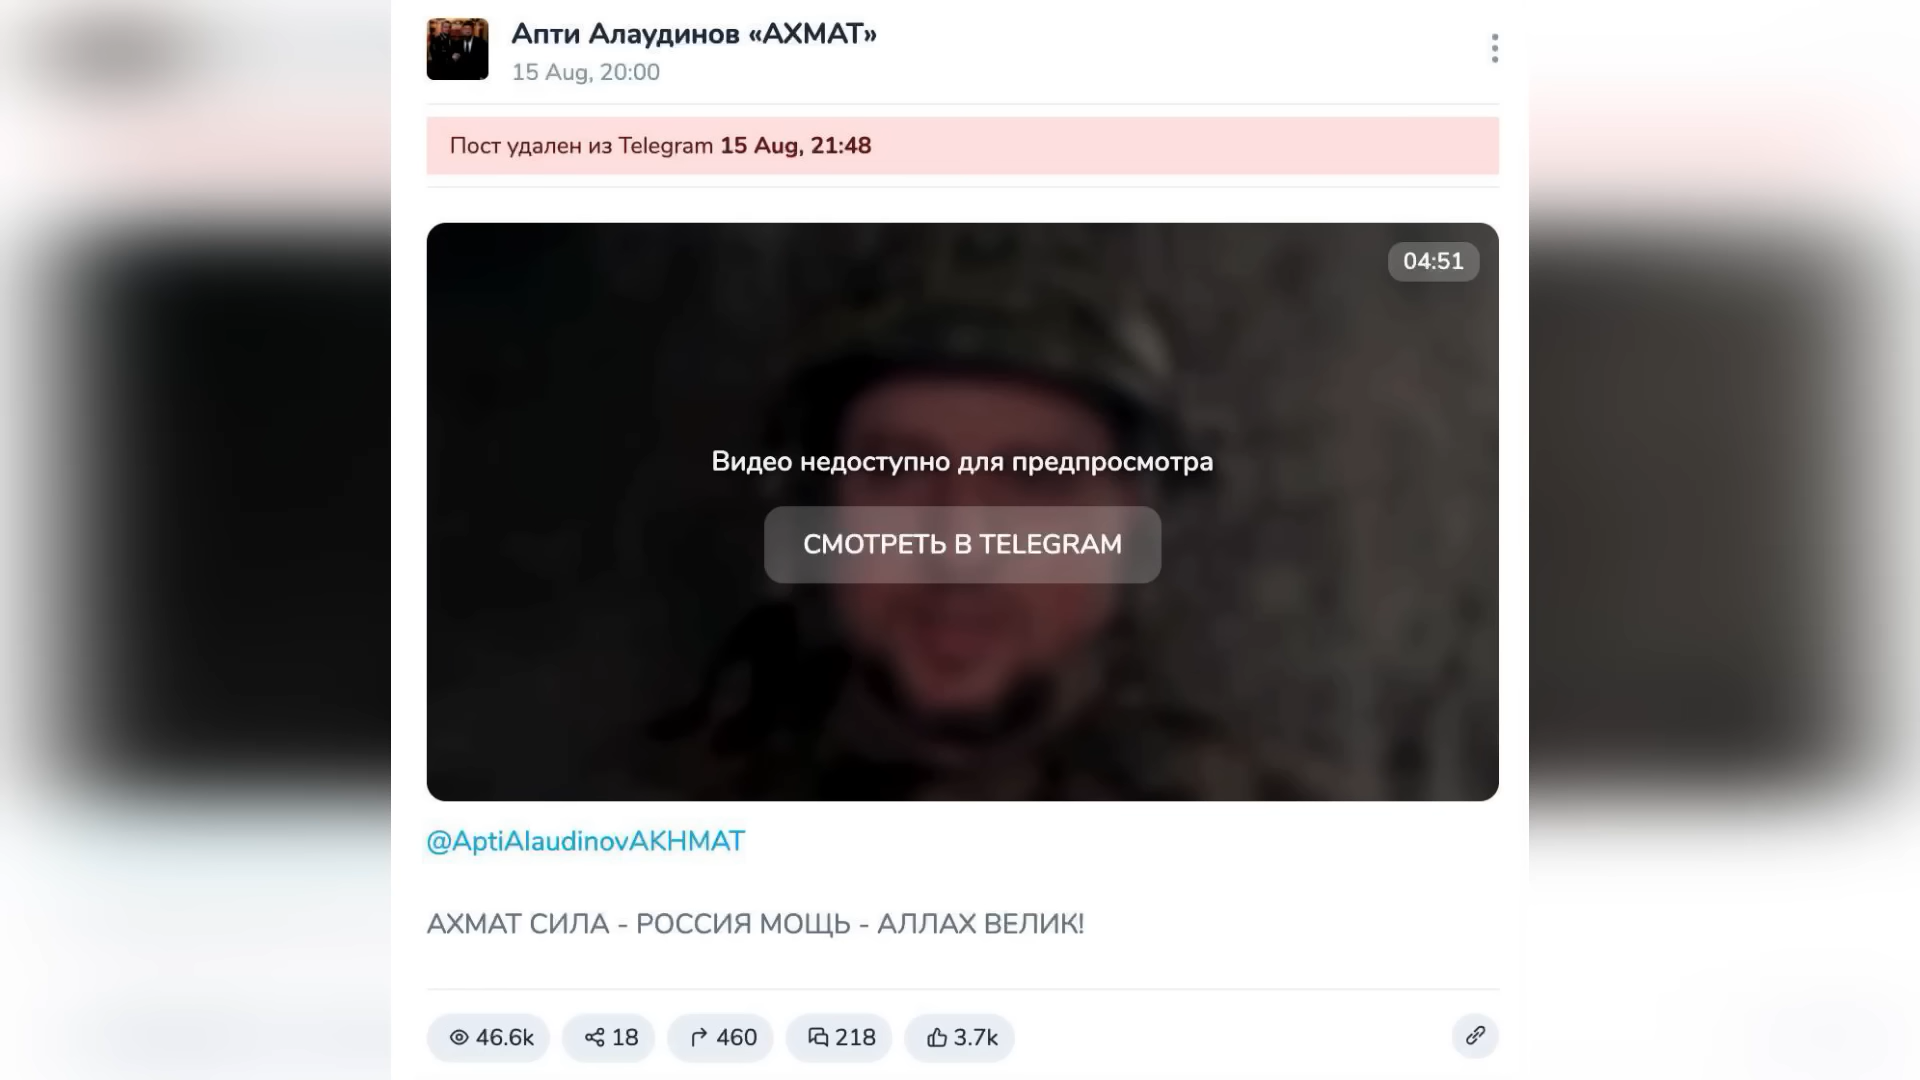 Апти Алаудинов «АХМАТ»
15 Aug, 20:00
Пост удален из Telegram 15 Aug, 21:48
04:51
Видео недоступно для предпросмотра
СМОТРЕТЬ В TELEGRAM
@AptiAlaudinovAKHMAT
АХМАТ СИЛА - РОССИЯ МОЩЬ - АЛЛАХ ВЕЛИК!
46.6k 18 460 218 3.7k